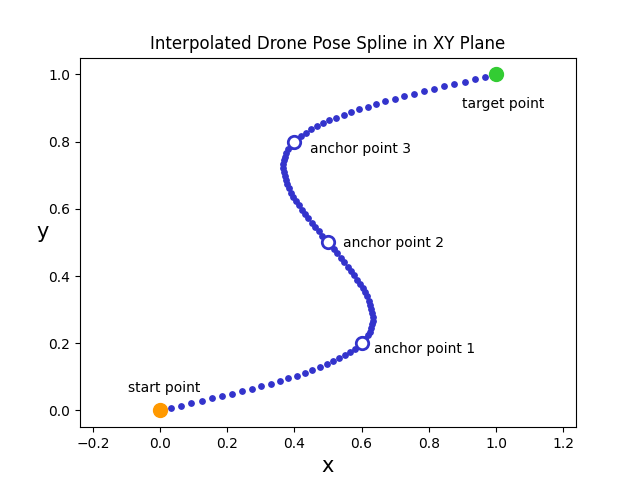 Interpolated Drone Pose Spline in XY Plane
1.0
target point
0.8
anchor point 3
0.6
y
anchor point 2
0.4
0.2
anchor point 1
start point
0.0
−0.2 0.0 0.2 0.4 0.6 0.8 1.0 1.2
x